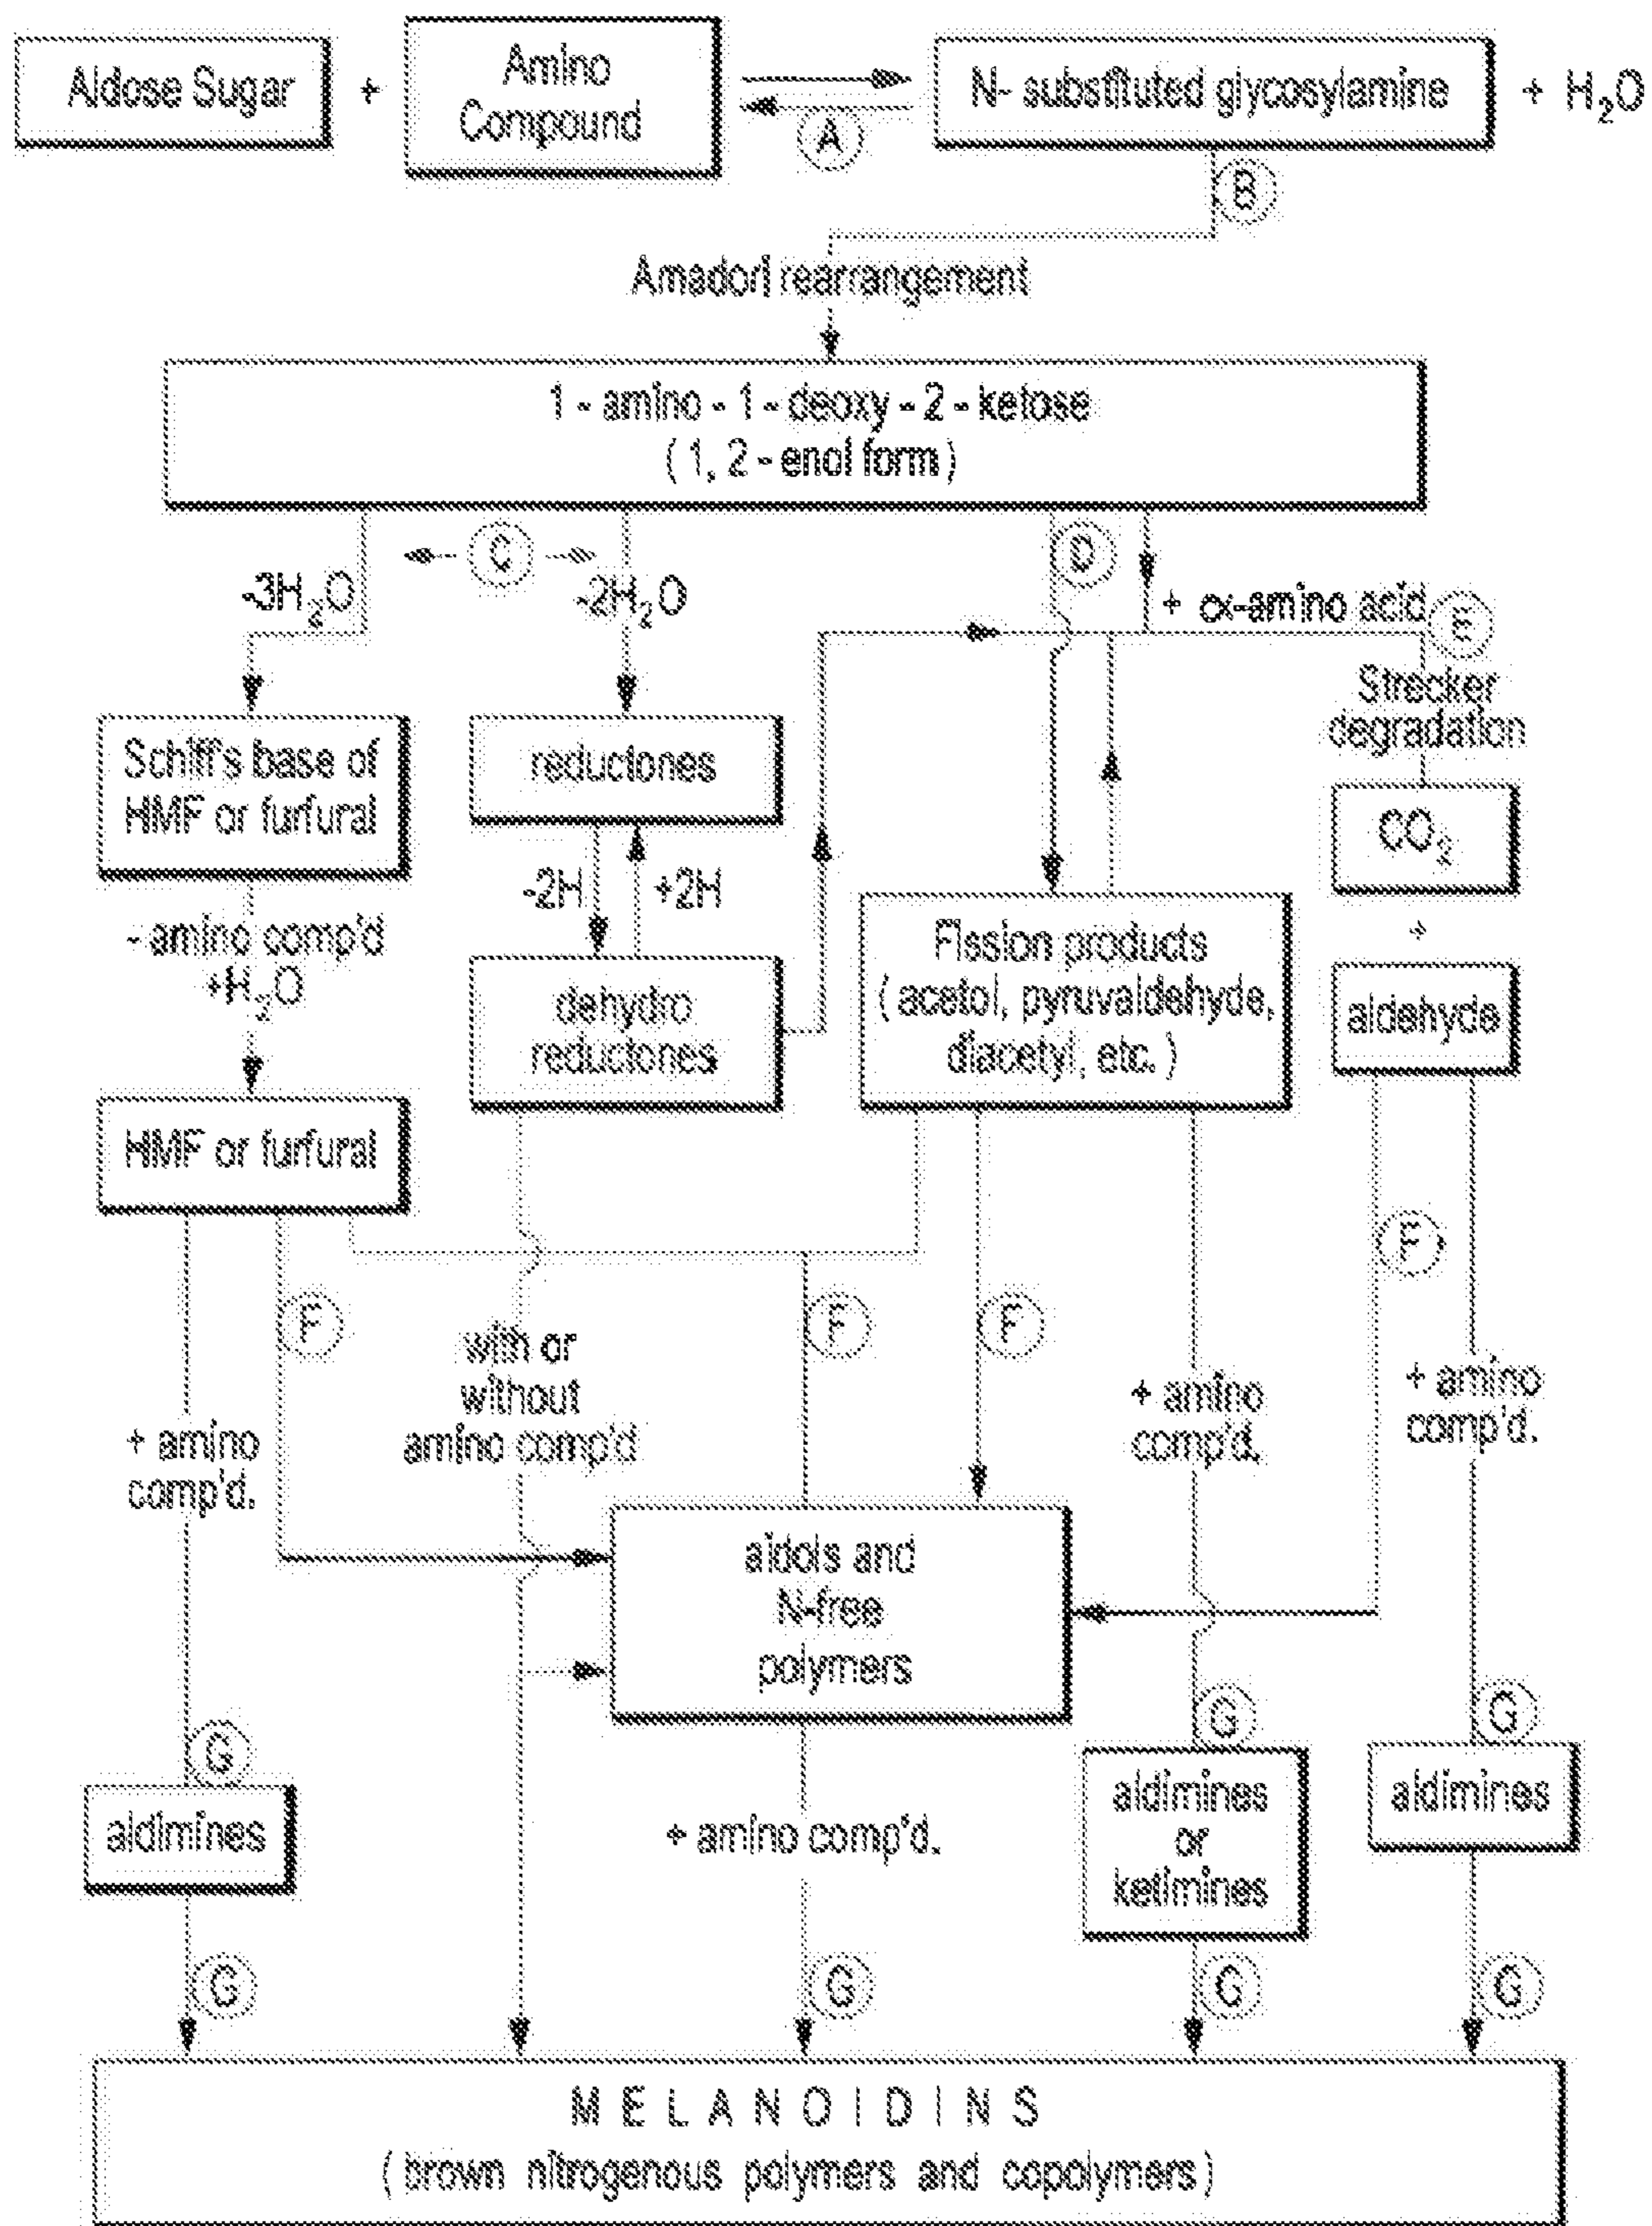 Aldose Sugar
+
Amino
Compound
A
N- substituted glycosylamine
+ H₂O
B
Amadori rearrangement
1 - amino - 1 - deoxy - 2 - ketose
( 1, 2 - enol form )
C
D
-3H₂O
-2H₂O
+ α-amino acid
E
Strecker
degradation
Schiff's base of
HMF or furfural
reductones
CO₂
-2H
+2H
- amino comp'd
+H₂O
Fission products
( acetol, pyruvaldehyde,
diacetyl, etc. )
+
dehydro
reductones
aldehyde
HMF or furfural
F
F
F
F
with or
without
amino comp'd
+ amino
comp'd.
+ amino
comp'd.
+ amino
comp'd.
aldols and
N-free
polymers
G
G
G
aldimines
+ amino comp'd.
aldimines
or
ketimines
aldimines
G
G
G
G
MELANOIDINS
( brown nitrogenous polymers and copolymers )